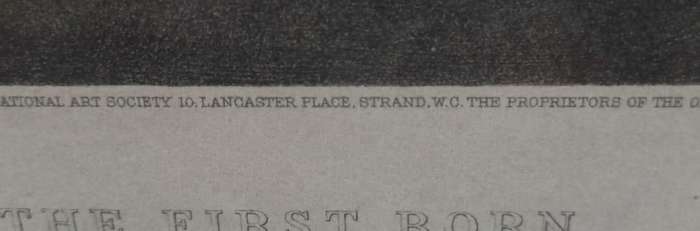 ATIONAL ART SOCIETY 10, LANCASTER PLACE, STRAND, W.C. THE PROPRIETORS OF THE
THE FIRST BORN